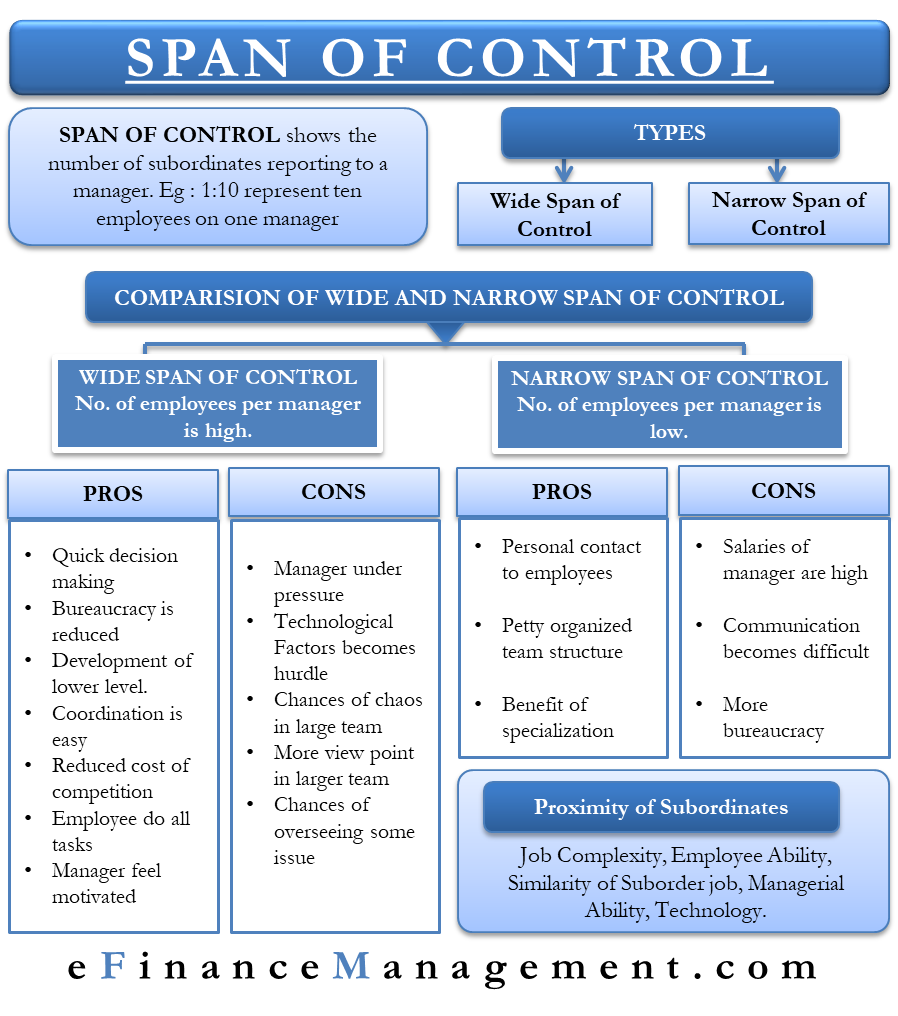 SPAN OF CONTROL
SPAN OF CONTROL shows the
number of subordinates reporting to a
manager. Eg : 1:10 represent ten
employees on one manager
TYPES
Wide Span of
Control
Narrow Span of
Control
COMPARISION OF WIDE AND NARROW SPAN OF CONTROL
WIDE SPAN OF CONTROL
No. of employees per manager
is high.
NARROW SPAN OF CONTROL
No. of employees per manager is
low.
PROS
• Quick decision
making
• Bureaucracy is
reduced
• Development of
lower level.
• Coordination is
easy
• Reduced cost of
competition
• Employee do all
tasks
• Manager feel
motivated
CONS
• Manager under
pressure
• Technological
Factors becomes
hurdle
• Chances of chaos
in large team
• More view point
in larger team
• Chances of
overseeing some
issue
PROS
• Personal contact
to employees
• Petty organized
team structure
• Benefit of
specialization
CONS
• Salaries of
manager are high
• Communication
becomes difficult
• More
bureaucracy
Proximity of Subordinates
Job Complexity, Employee Ability,
Similarity of Suborder job, Managerial
Ability, Technology.
eFinanceManagement.com